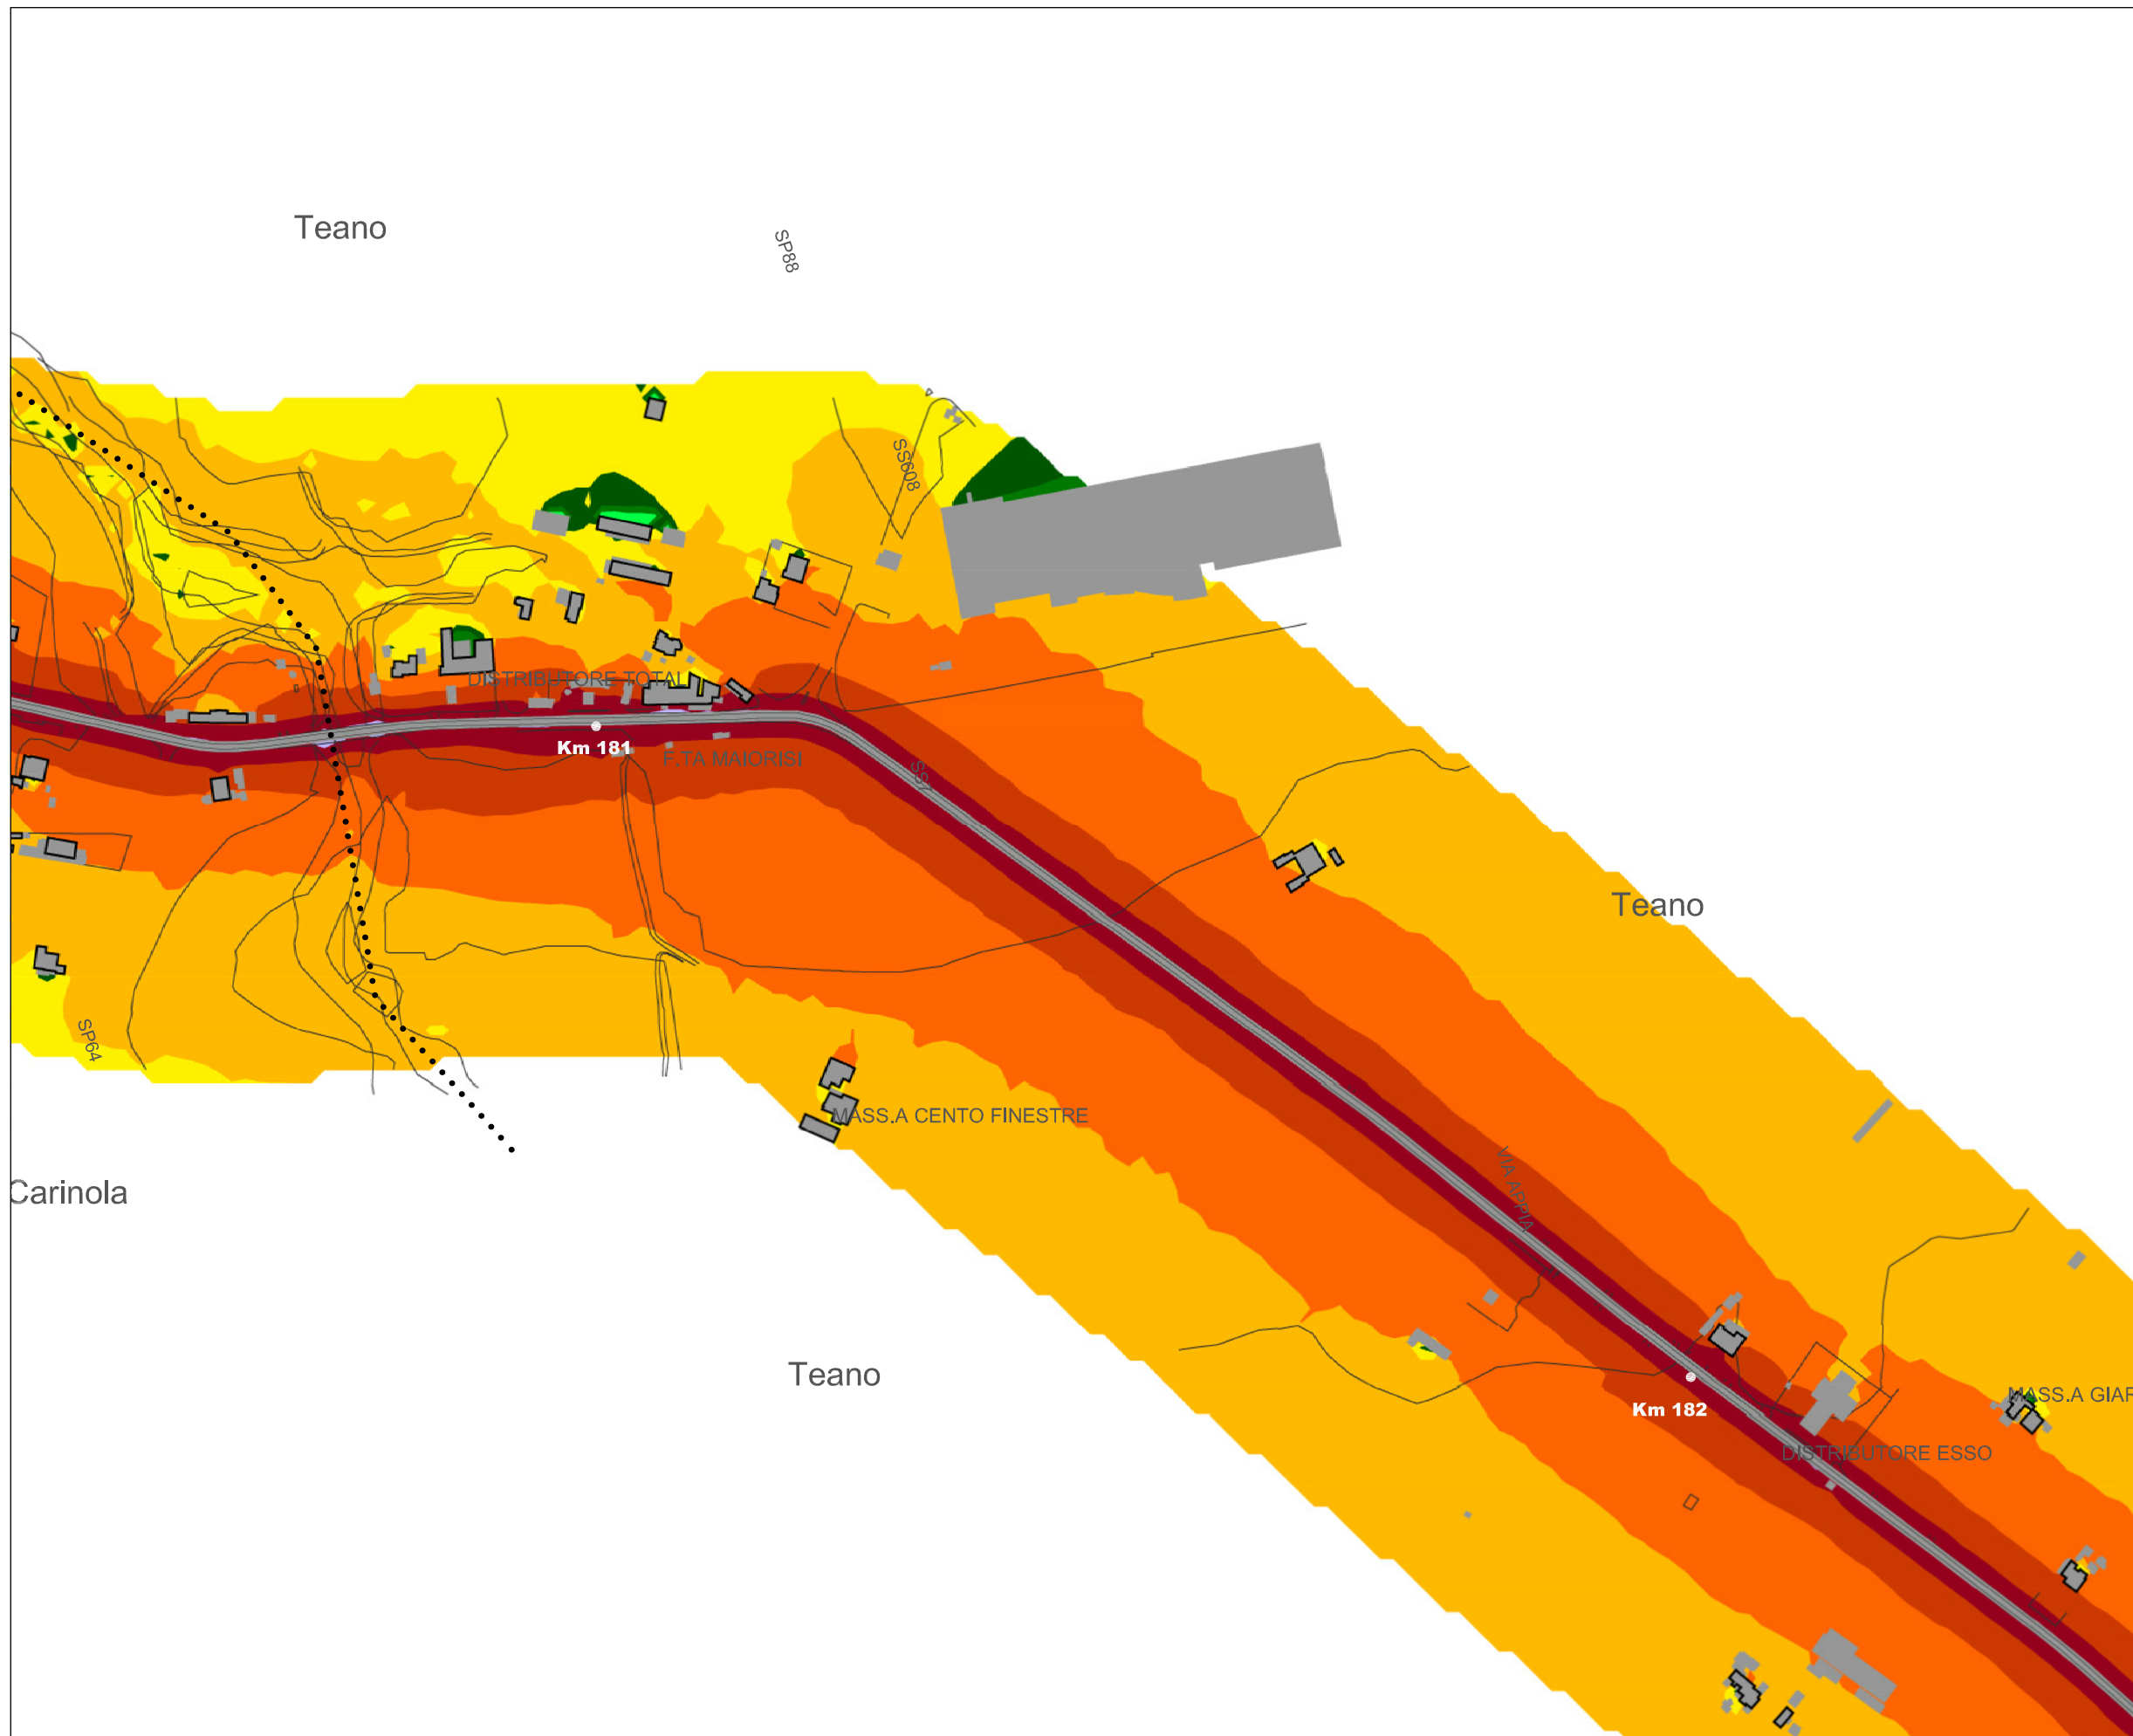 Teano
SP88
SS608
DISTRIBUTORE TOTAL
Km 181
F.TA MAIORISI
SS7
Teano
SP64
MASS.A CENTO FINESTRE
VIA APPIA
Carinola
Teano
MASS.A GIAR
Km 182
DISTRIBUTORE ESSO